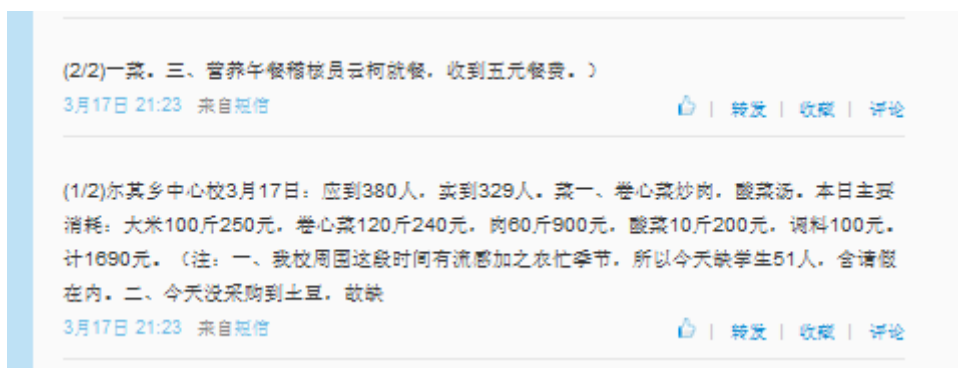 (2/2)一菜。三、营养午餐稽核员云柯就餐，收到五元餐费。）
3月17日 21:23 来自短信
转发 | 收藏 | 评论
(1/2)尔其乡中心校3月17日：应到380人，实到329人。菜一、卷心菜炒肉，酸菜汤。本日主要
消耗：大米100斤250元，卷心菜120斤240元，肉60斤900元，酸菜10斤200元，调料100元。
计1690元。（注：一、我校周围这段时间有流感加之农忙季节，所以今天缺学生51人，含请假
在内。二、今天没采购到土豆，故缺
3月17日 21:23 来自短信
转发 | 收藏 | 评论